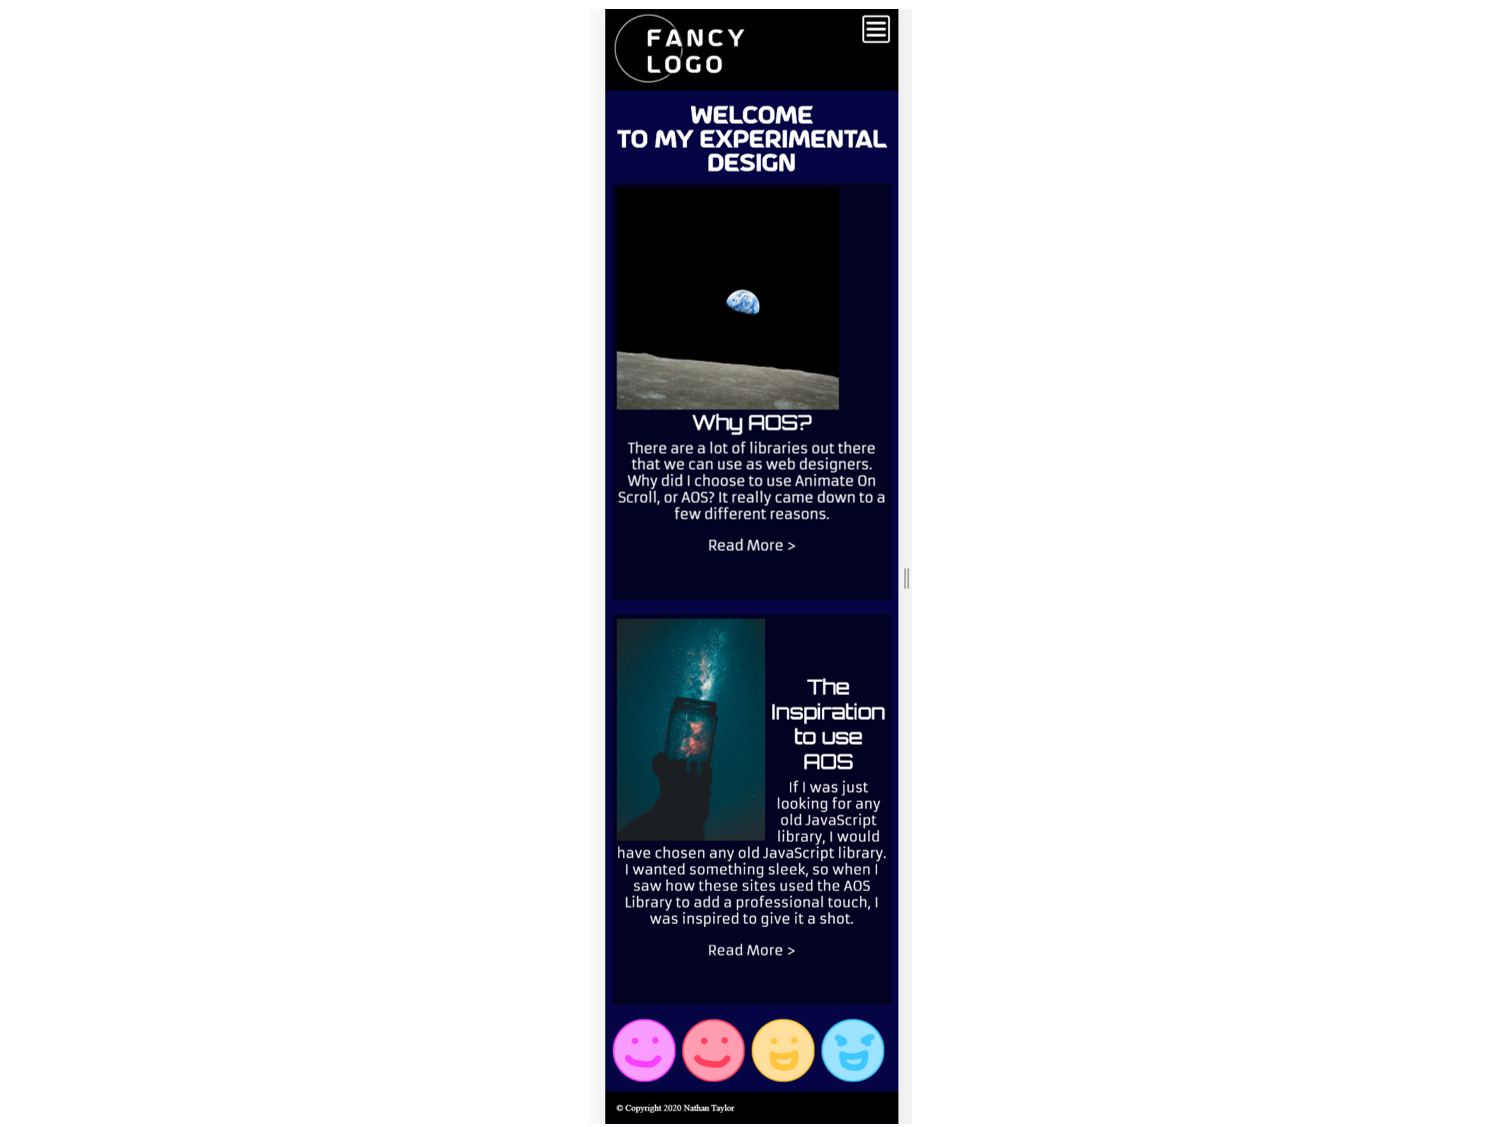 FANCY
LOGO
WELCOME
TO MY EXPERIMENTAL
DESIGN
Why AOS?
There are a lot of libraries out there
that we can use as web designers.
Why did I choose to use Animate On
Scroll, or AOS? It really came down to a
few different reasons.
Read More >
The
Inspiration
to use
AOS
If I was just
looking for any
old JavaScript
library, I would
have chosen any old JavaScript library.
I wanted something sleek, so when I
saw how these sites used the AOS
Library to add a professional touch, I
was inspired to give it a shot.
Read More >
© Copyright 2020 Nathan Taylor